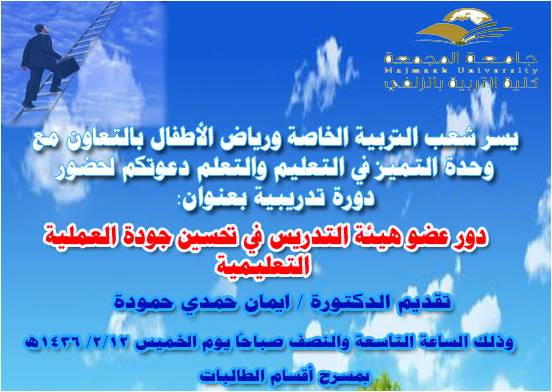 جامعة المجمعة
Majmaah University
كلية التربية بالزلفي
يسر شعب التربية الخاصة ورياض الأطفال بالتعاون مع
وحدة التميز في التعليم والتعلم دعوتكم لحضور
دورة تدريبية بعنوان:
دور عضو هيئة التدريس في تحسين جودة العملية
التعليمية
تقديم الدكتورة / ايمان حمدي حمودة
وذلك الساعة التاسعة والنصف صباحاً يوم الخميس ١٤٣٦/٢/١٢هـ
بمسرح أقسام الطالبات